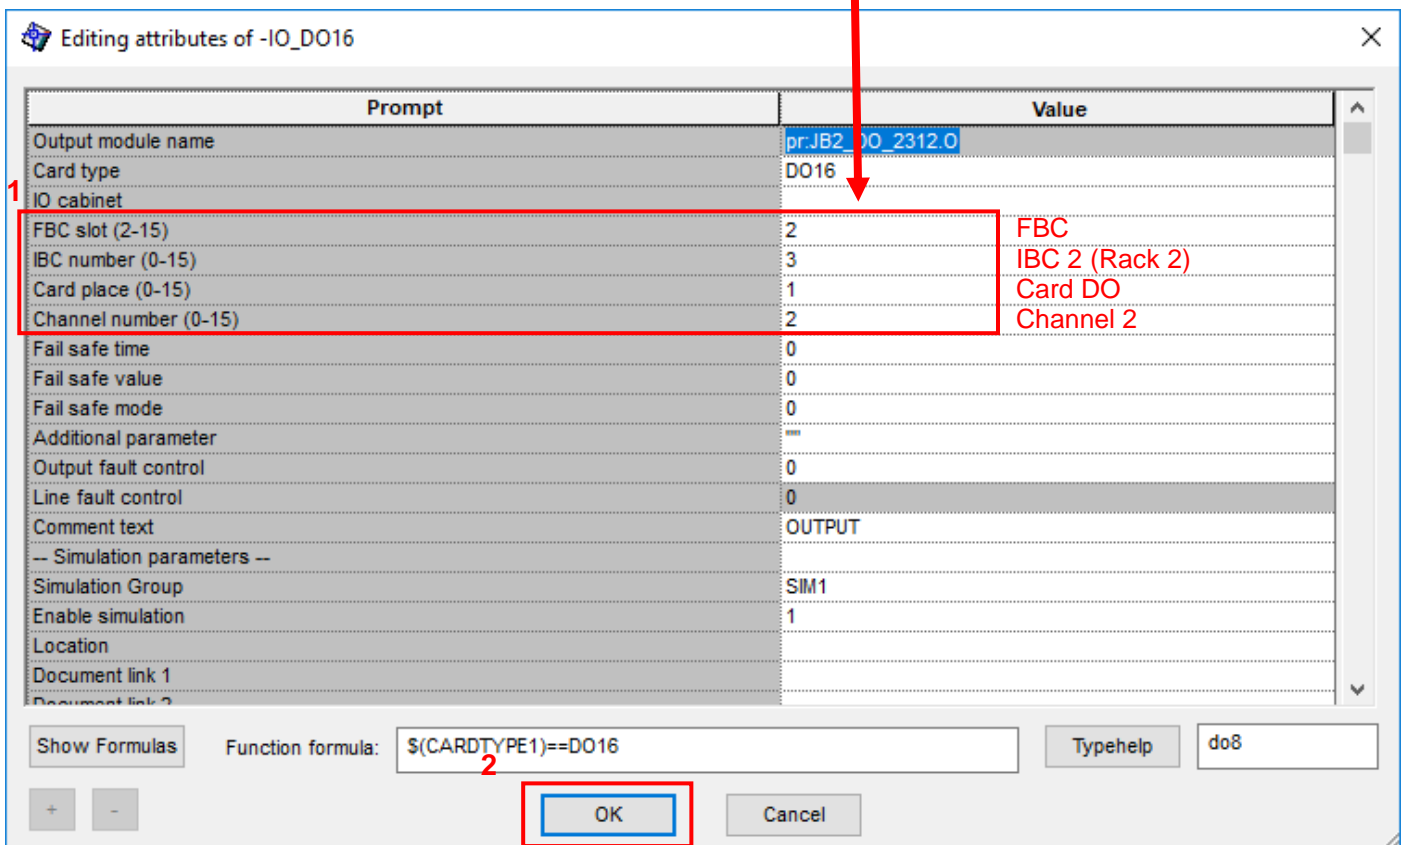 Editing attributes of -IO_DO16
Prompt Value
Output module name pr:JB2_DO_2312.O
Card type DO16
1
IO cabinet
FBC slot (2-15) 2 FBC
IBC number (0-15) 3 IBC 2 (Rack 2)
Card place (0-15) 1 Card DO
Channel number (0-15) 2 Channel 2
Fail safe time 0
Fail safe value 0
Fail safe mode 0
Additional parameter ""
Output fault control 0
Line fault control 0
Comment text OUTPUT
-- Simulation parameters --
Simulation Group SIM1
Enable simulation 1
Location
Document link 1
Document link 2
Show Formulas Function formula: $(CARDTYPE1)==DO16 Typehelp do8
2
+ - OK Cancel